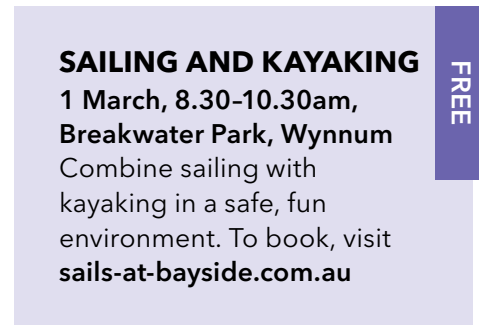 SAILING AND KAYAKING
1 March, 8.30–10.30am,
Breakwater Park, Wynnum
Combine sailing with
kayaking in a safe, fun
environment. To book, visit
sails-at-bayside.com.au
FREE